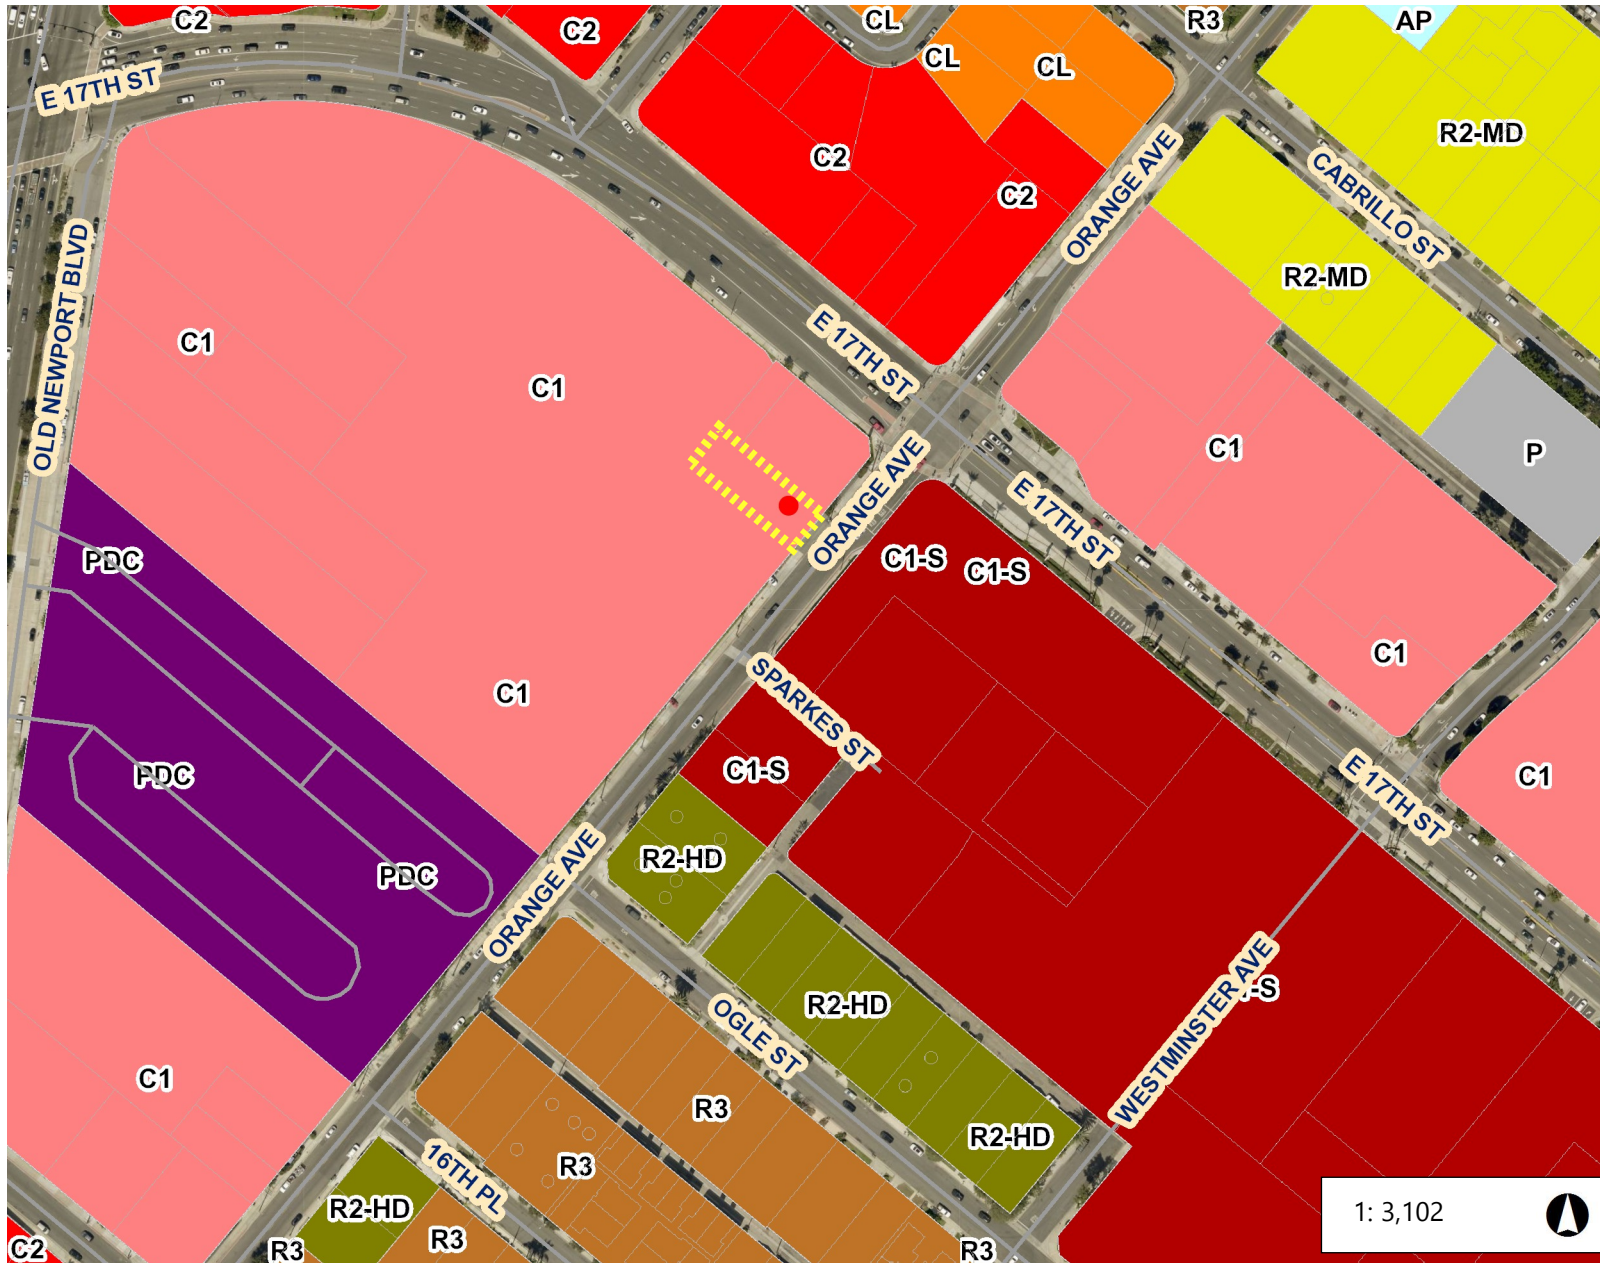 C2
C2
CL
R3
AP
CL
CL
E 17TH ST
R2-MD
C2
C2
ORANGE AVE
CABRILLO ST
OLD NEWPORT BLVD
R2-MD
C1
E 17TH ST
C1
C1
P
ORANGE AVE
E 17TH ST
PDC
C1-S
C1-S
C1
C1
SPARKES ST
PDC
C1-S
C1
E 17TH ST
R2-HD
PDC
ORANGE AVE
WESTMINSTER AVE
-S
R2-HD
OGLE ST
C1
R3
R2-HD
R3
16TH PL
R2-HD
R3
C2
R3
R3
1: 3,102